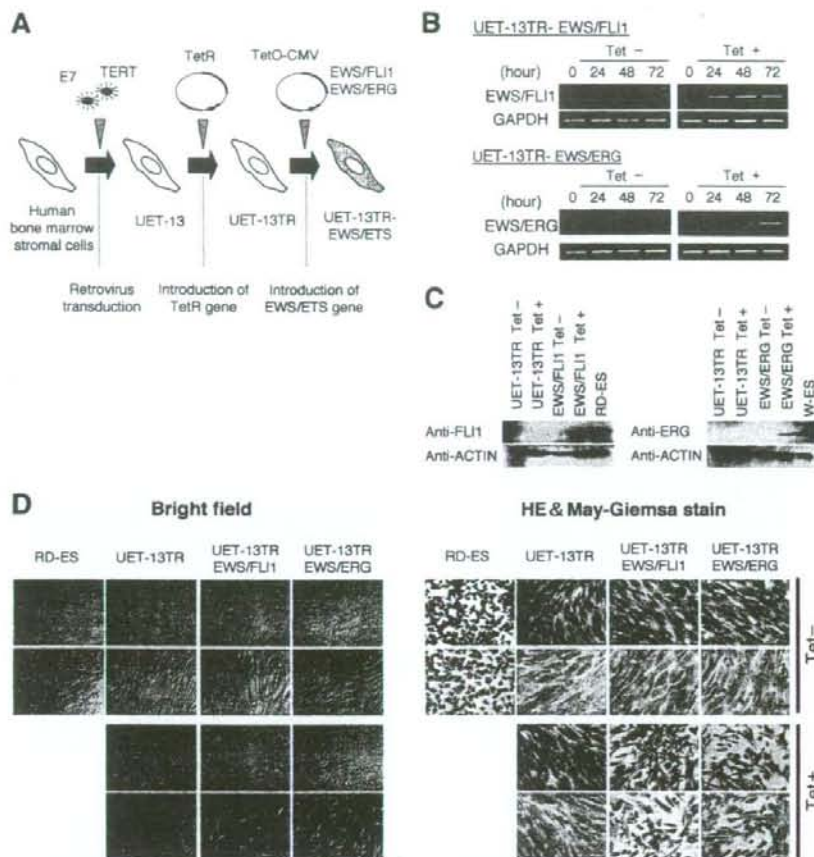 A
E7
TERT
TetR
TetO-CMV
EWS/FLI1
EWS/ERG
Human
bone marrow
stromal cells
UET-13
UET-13TR
UET-13TR-
EWS/ETS
Retrovirus
transduction
Introduction of
TetR gene
Introduction of
EWS/ETS gene
B
UET-13TR- EWS/FLI1
Tet – Tet +
(hour) 0 24 48 72 0 24 48 72
EWS/FLI1
GAPDH
UET-13TR- EWS/ERG
Tet – Tet +
(hour) 0 24 48 72 0 24 48 72
EWS/ERG
GAPDH
C
UET-13TR Tet –
UET-13TR Tet +
EWS/FLI1 Tet –
EWS/FLI1 Tet +
RD-ES
Anti-FLI1
Anti-ACTIN
UET-13TR Tet –
UET-13TR Tet +
EWS/ERG Tet –
EWS/ERG Tet +
W-ES
Anti-ERG
Anti-ACTIN
D
Bright field
RD-ES UET-13TR UET-13TR EWS/FLI1 UET-13TR EWS/ERG
HE & May-Giemsa stain
RD-ES UET-13TR UET-13TR EWS/FLI1 UET-13TR EWS/ERG
Tet–
Tet+